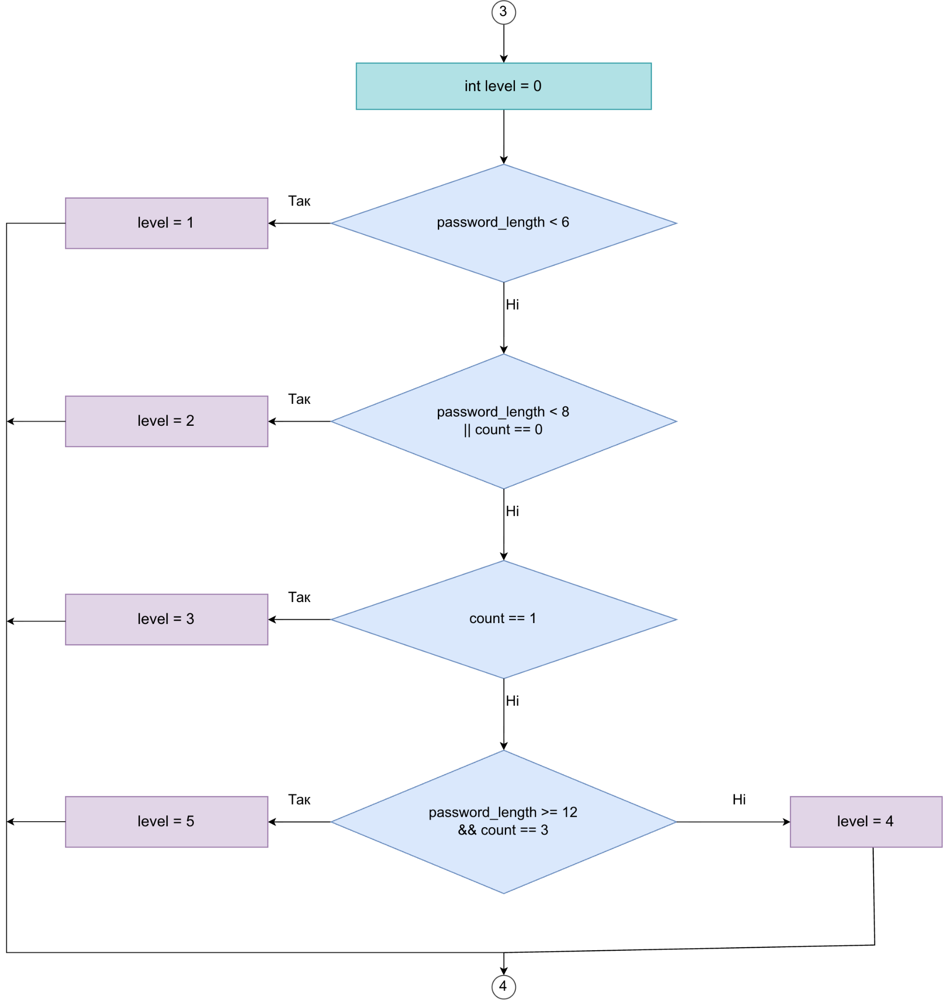 3
int level = 0
Так
level = 1
password_length < 6
Ні
Так
level = 2
password_length < 8
|| count == 0
Ні
Так
level = 3
count == 1
Ні
Так
Ні
level = 5
password_length >= 12
&& count == 3
level = 4
4